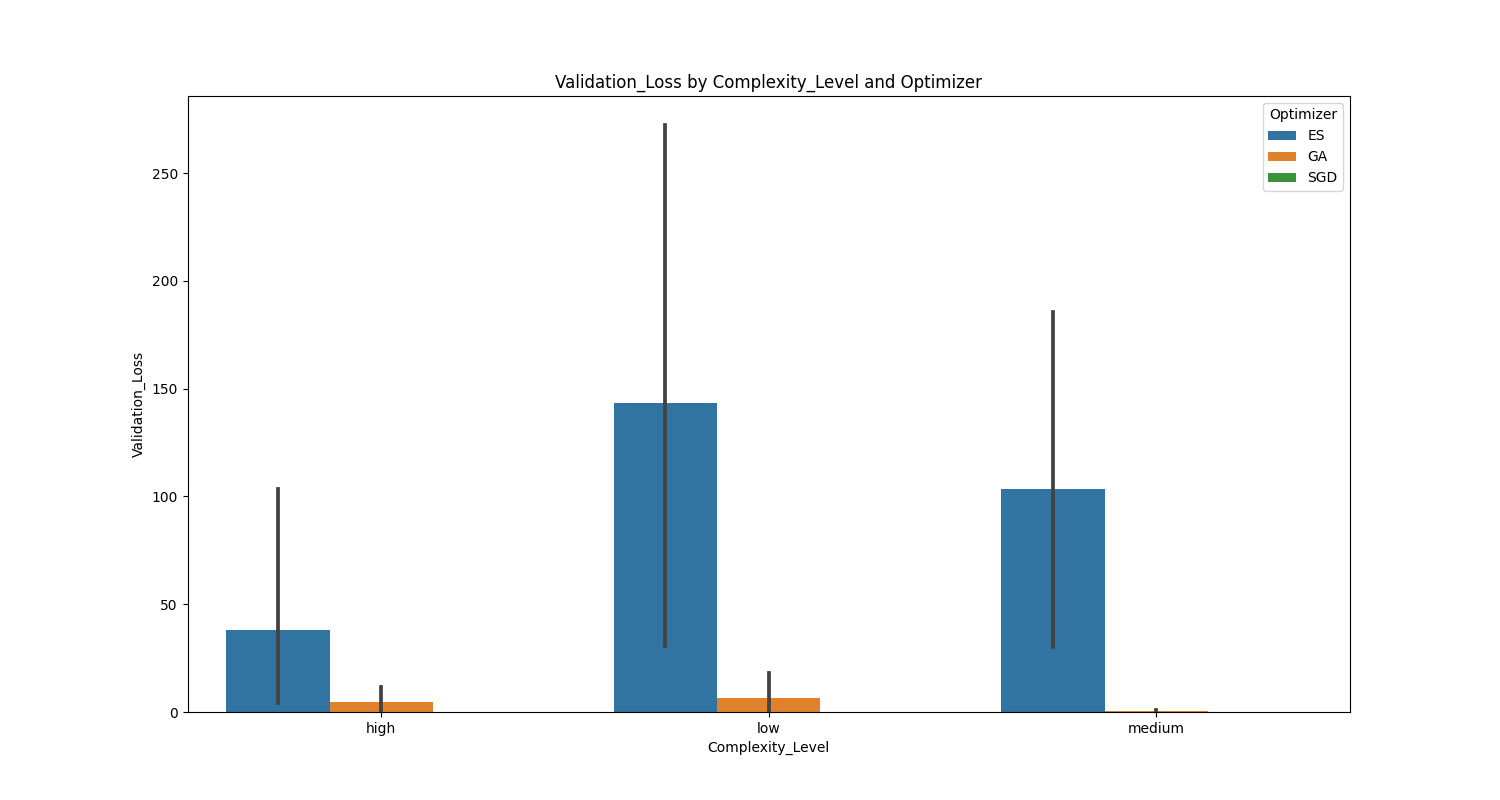 Validation_Loss by Complexity_Level and Optimizer
Optimizer
ES
GA
SGD
Validation_Loss
250
200
150
100
50
0
high
low
medium
Complexity_Level